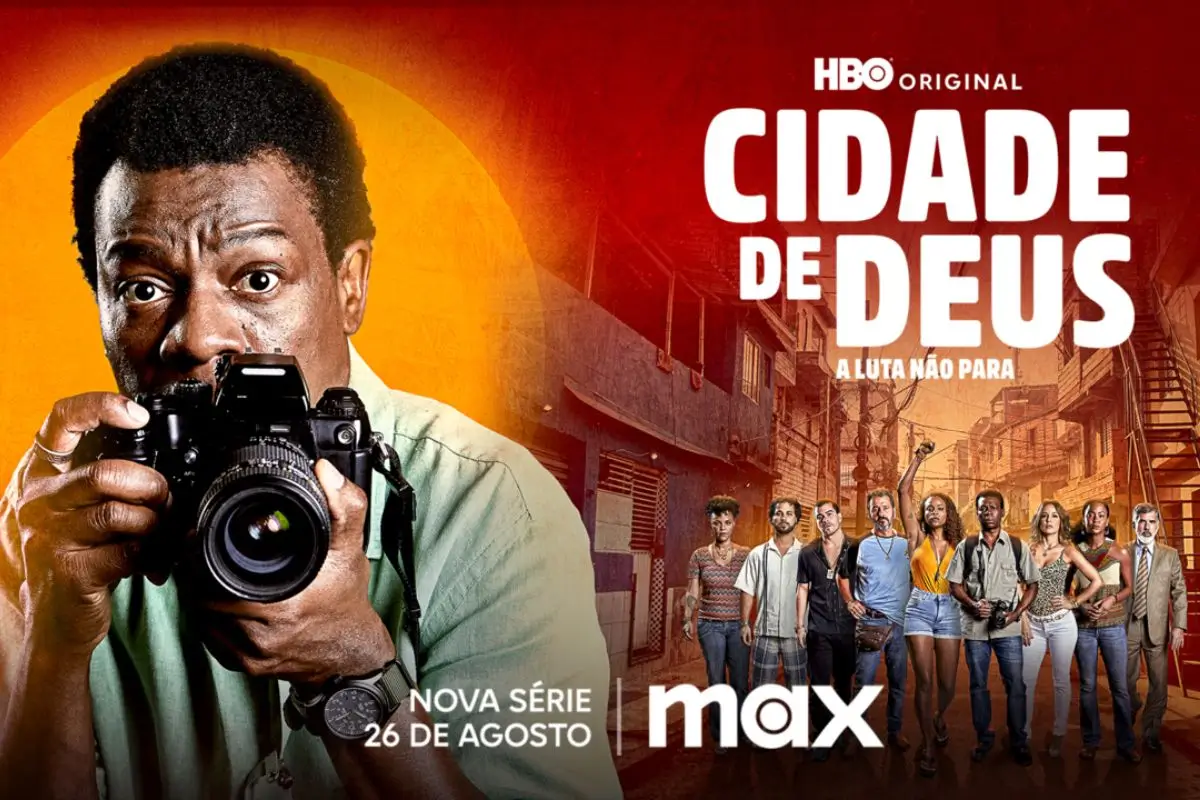 HBO ORIGINAL
CIDADE
DE DEUS
A LUTA NÃO PARA
NOVA SÉRIE
26 DE AGOSTO
max